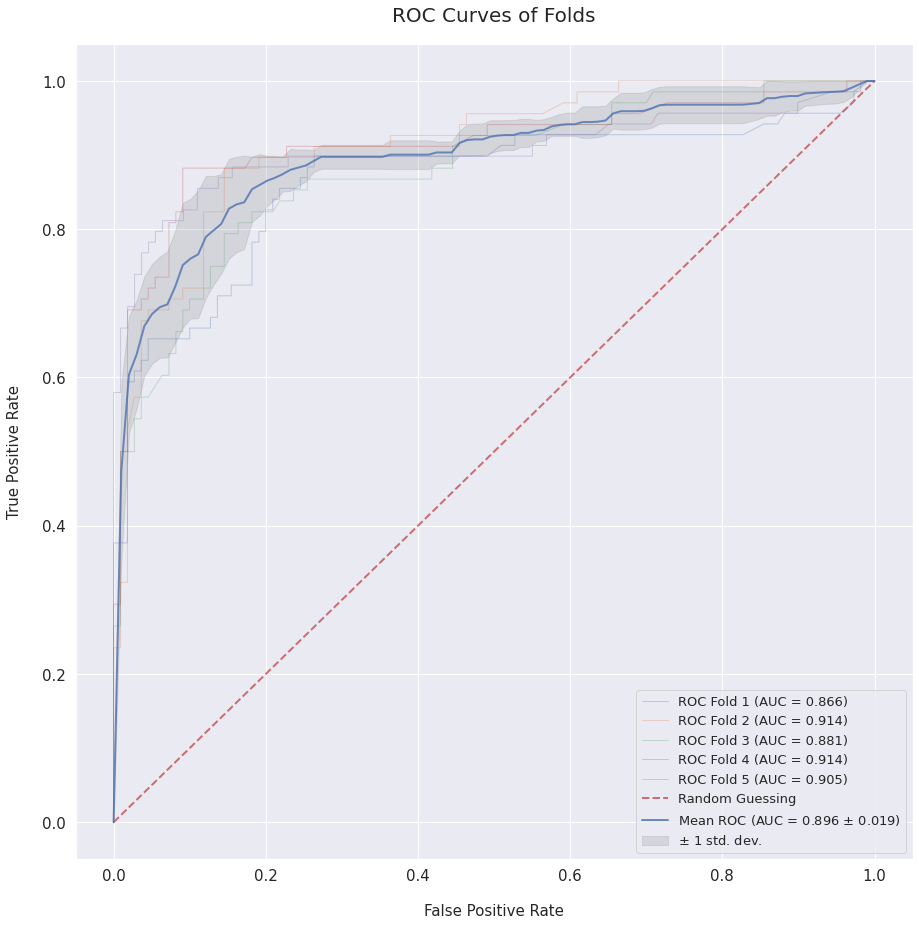 ROC Curves of Folds
1.0
0.8
0.6
0.4
0.2
0.0
True Positive Rate
ROC Fold 1 (AUC = 0.866)
ROC Fold 2 (AUC = 0.914)
ROC Fold 3 (AUC = 0.881)
ROC Fold 4 (AUC = 0.914)
ROC Fold 5 (AUC = 0.905)
Random Guessing
Mean ROC (AUC = 0.896 ± 0.019)
± 1 std. dev.
0.0 0.2 0.4 0.6 0.8 1.0
False Positive Rate